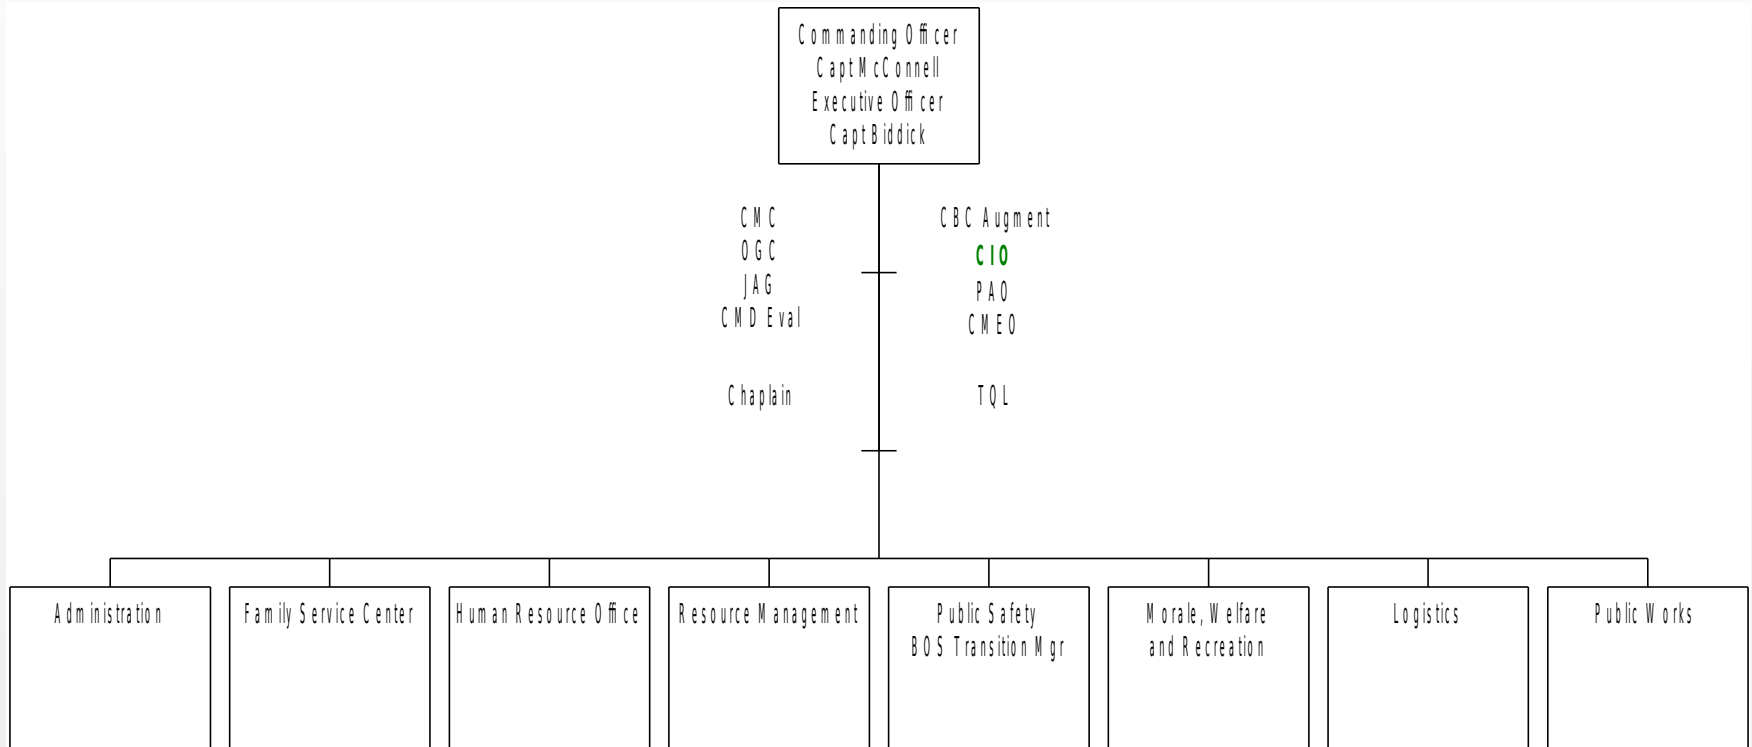 Commanding Officer
Capt McConnell
Executive Officer
Capt Biddick
CMC
OGC
JAG
CMD Eval
Chaplain
CBC Augment
CIO
PAO
CMEO
TQL
Administration
Family Service Center
Human Resource Office
Resource Management
Public Safety
BOS Transition Mgr
Morale, Welfare
and Recreation
Logistics
Public Works